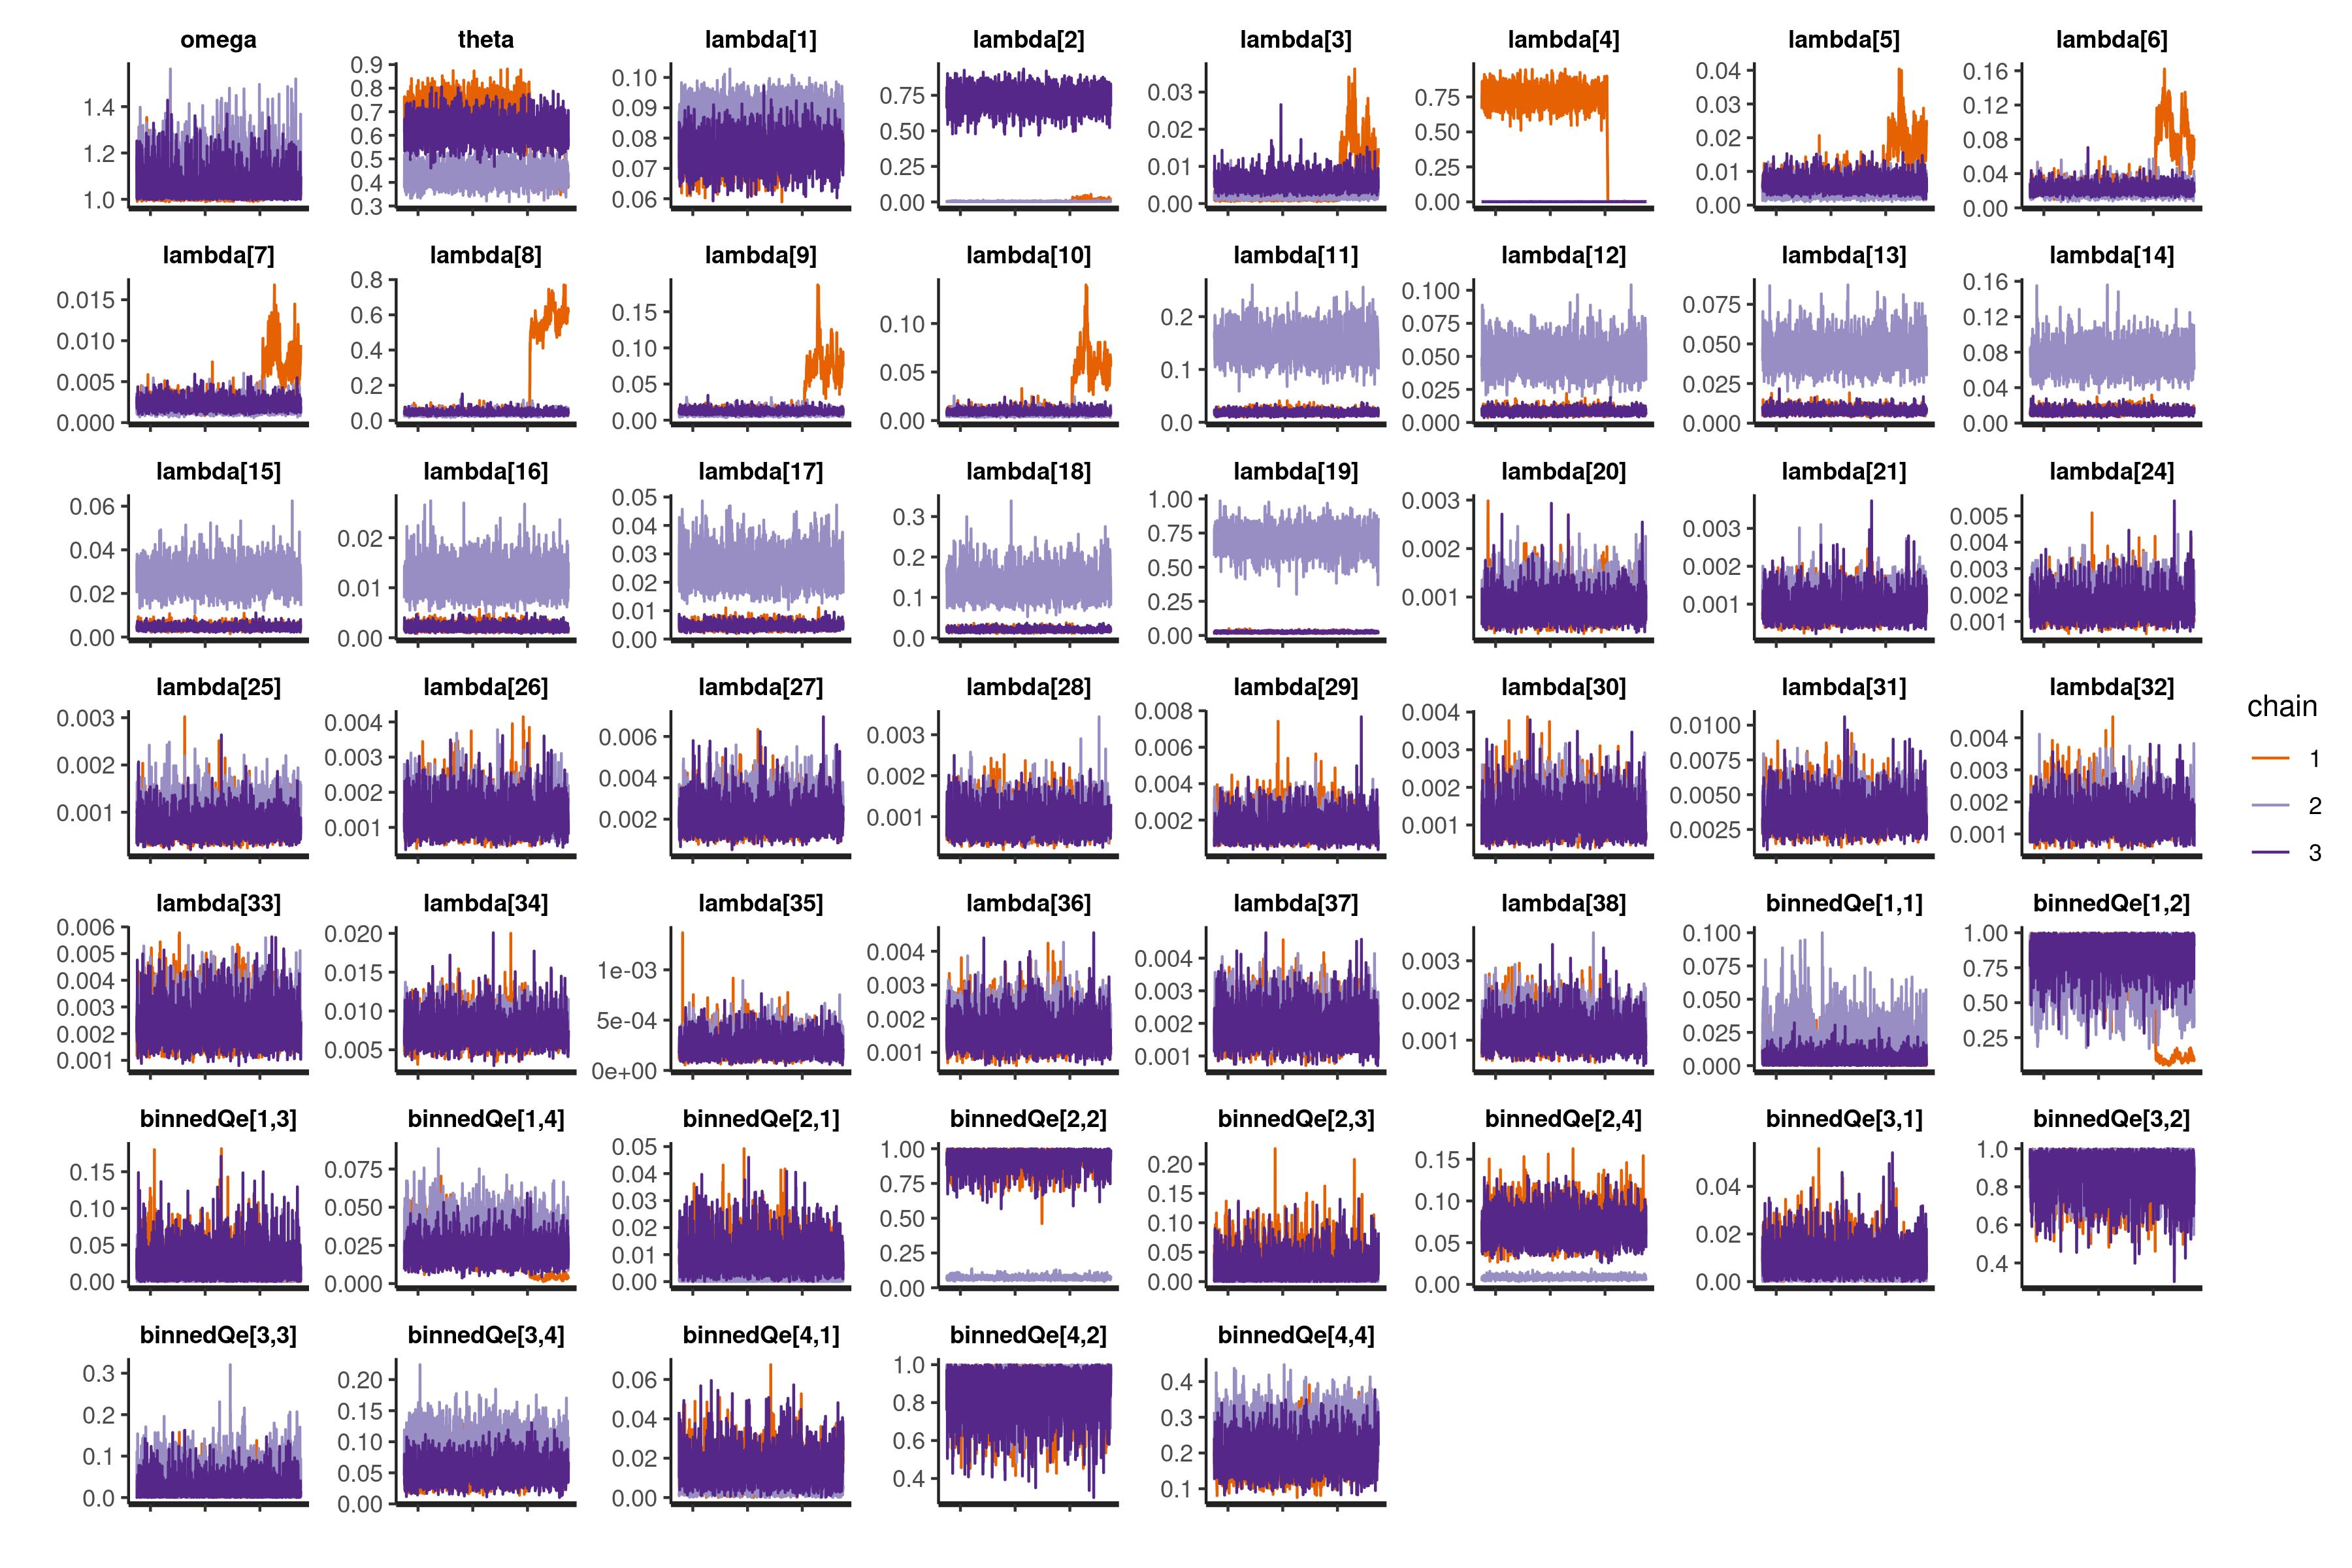 omega theta lambda[1] lambda[2] lambda[3] lambda[4] lambda[5] lambda[6]
1.4 1.2 1.0
0.9 0.8 0.7 0.6 0.5 0.4 0.3
0.10 0.09 0.08 0.07 0.06
0.75 0.50 0.25 0.00
0.03 0.02 0.01 0.00
0.75 0.50 0.25 0.00
0.04 0.03 0.02 0.01 0.00
0.16 0.12 0.08 0.04 0.00
lambda[7] lambda[8] lambda[9] lambda[10] lambda[11] lambda[12] lambda[13] lambda[14]
0.015 0.010 0.005 0.000
0.8 0.6 0.4 0.2 0.0
0.15 0.10 0.05 0.00
0.10 0.05 0.00
0.2 0.1 0.0
0.100 0.075 0.050 0.025 0.000
0.075 0.050 0.025 0.000
0.16 0.12 0.08 0.04 0.00
lambda[15] lambda[16] lambda[17] lambda[18] lambda[19] lambda[20] lambda[21] lambda[24]
0.06 0.04 0.02 0.00
0.02 0.01 0.00
0.05 0.04 0.03 0.02 0.01 0.00
0.3 0.2 0.1 0.0
1.00 0.75 0.50 0.25 0.00
0.003 0.002 0.001
0.003 0.002 0.001
0.005 0.004 0.003 0.002 0.001
lambda[25] lambda[26] lambda[27] lambda[28] lambda[29] lambda[30] lambda[31] lambda[32]
0.003 0.002 0.001
0.004 0.003 0.002 0.001
0.006 0.004 0.002
0.003 0.002 0.001
0.008 0.006 0.004 0.002
0.004 0.003 0.002 0.001
0.0100 0.0075 0.0050 0.0025
0.004 0.003 0.002 0.001
lambda[33] lambda[34] lambda[35] lambda[36] lambda[37] lambda[38] binnedQe[1,1] binnedQe[1,2]
0.006 0.005 0.004 0.003 0.002 0.001
0.020 0.015 0.010 0.005
1e-03 5e-04 0e+00
0.004 0.003 0.002 0.001
0.004 0.003 0.002 0.001
0.003 0.002 0.001
0.100 0.075 0.050 0.025 0.000
1.00 0.75 0.50 0.25
binnedQe[1,3] binnedQe[1,4] binnedQe[2,1] binnedQe[2,2] binnedQe[2,3] binnedQe[2,4] binnedQe[3,1] binnedQe[3,2]
0.15 0.10 0.05 0.00
0.075 0.050 0.025 0.000
0.05 0.04 0.03 0.02 0.01 0.00
1.00 0.75 0.50 0.25 0.00
0.20 0.15 0.10 0.05 0.00
0.15 0.10 0.05 0.00
0.04 0.02 0.00
1.0 0.8 0.6 0.4
binnedQe[3,3] binnedQe[3,4] binnedQe[4,1] binnedQe[4,2] binnedQe[4,4]
0.3 0.2 0.1 0.0
0.20 0.15 0.10 0.05 0.00
0.06 0.04 0.02 0.00
1.0 0.8 0.6 0.4
0.4 0.3 0.2 0.1
chain
1
2
3